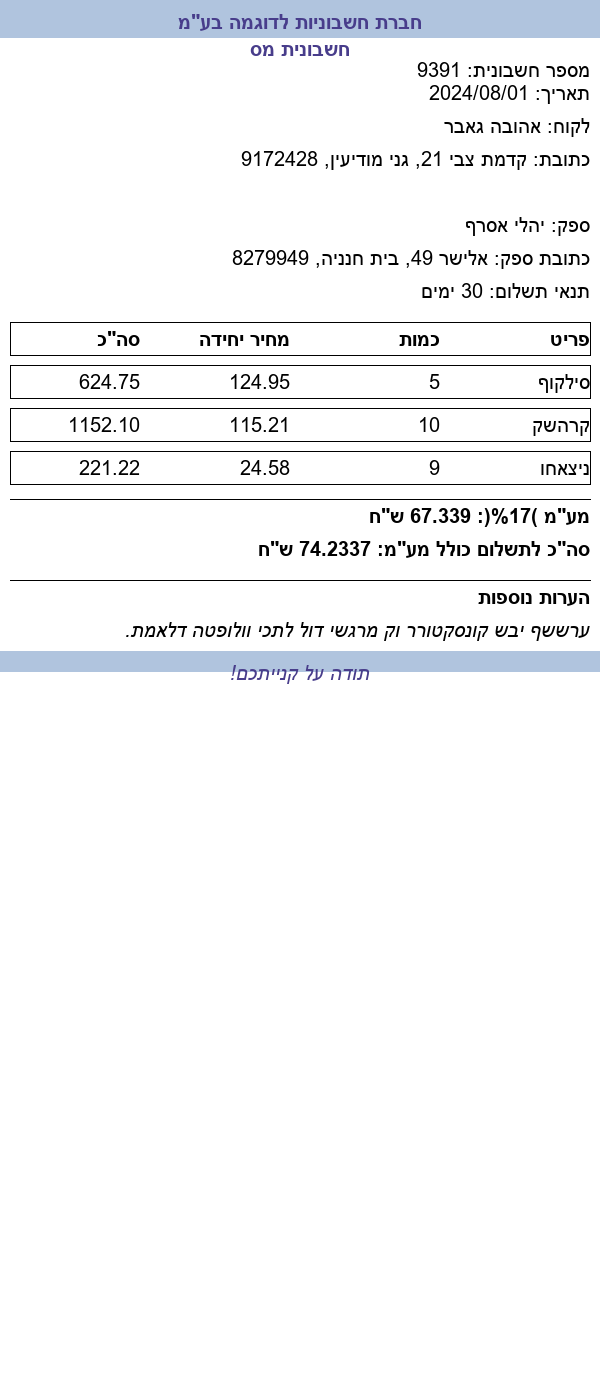 חברת חשבוניות לדוגמה בע"מ
חשבונית מס
מספר חשבונית: 9391
תאריך: 2024/08/01
לקוח: אהובה גאבר
כתובת: קדמת צבי 21, גני מודיעין, 9172428
ספק: יהלי אסרף
כתובת ספק: אלישר 49, בית חנניה, 8279949
תנאי תשלום: 30 ימים
פריט כמות מחיר יחידה סה"כ
סילקוף 5 124.95 624.75
קרהשק 10 115.21 1152.10
ניצאחו 9 24.58 221.22
מע"מ )17%(: 67.339 ש"ח
סה"כ לתשלום כולל מע"מ: 74.2337 ש"ח
הערות נוספות
ערששף יבש קונסקטורר וק מרגשי דול לתכי וולופטה דלאמת.
תודה על קנייתכם!